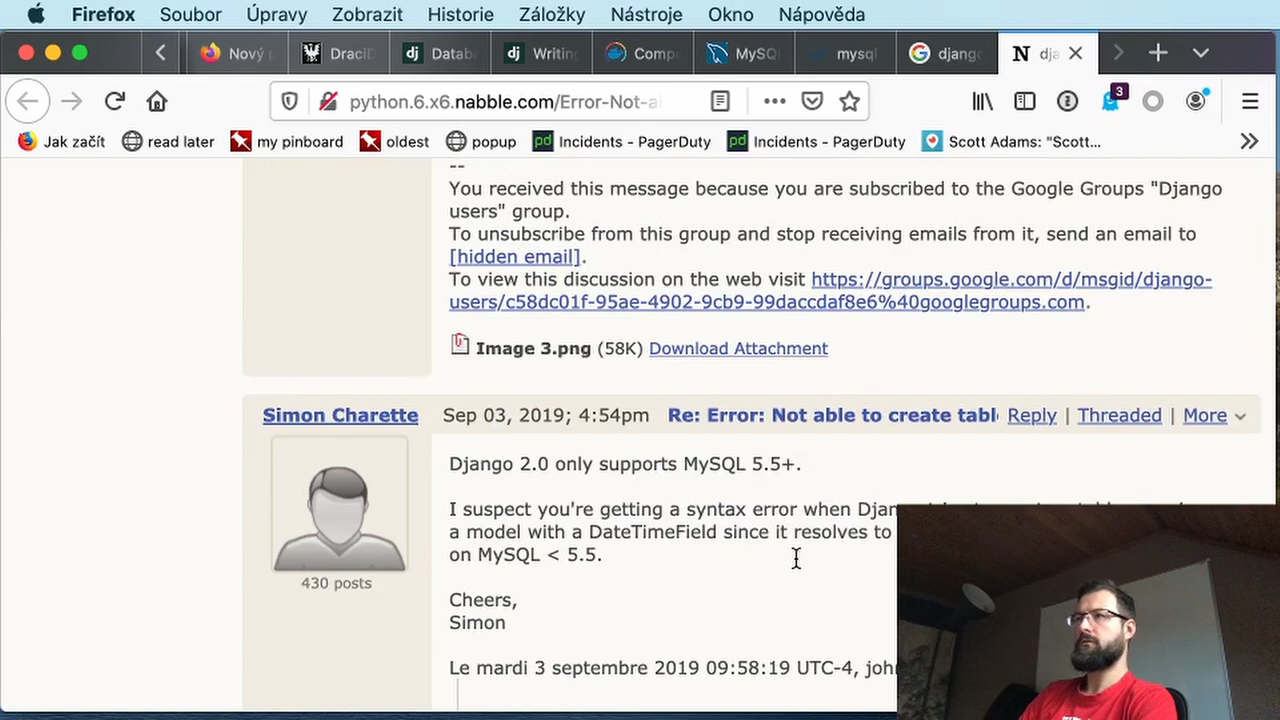 Firefox Soubor Úpravy Zobrazit Historie Záložky Nástroje Okno Nápověda
Nový DraciD Datab Writing Compo MySQL mysql django dja
python.6.x6.nabble.com/Error-Not-a 3
Jak začít read later my pinboard oldest popup Incidents - PagerDuty Incidents - PagerDuty Scott Adams: "Scott...
--
You received this message because you are subscribed to the Google Groups "Django
users" group.
To unsubscribe from this group and stop receiving emails from it, send an email to
[hidden email].
To view this discussion on the web visit https://groups.google.com/d/msgid/django-
users/c58dc01f-95ae-4902-9cb9-99daccdaf8e6%40googlegroups.com.
Image 3.png (58K) Download Attachment
Simon Charette Sep 03, 2019; 4:54pm Re: Error: Not able to create tabl Reply | Threaded | More
Django 2.0 only supports MySQL 5.5+.
I suspect you're getting a syntax error when Djan
a model with a DateTimeField since it resolves to
on MySQL < 5.5.
430 posts
Cheers,
Simon
Le mardi 3 septembre 2019 09:58:19 UTC-4, john